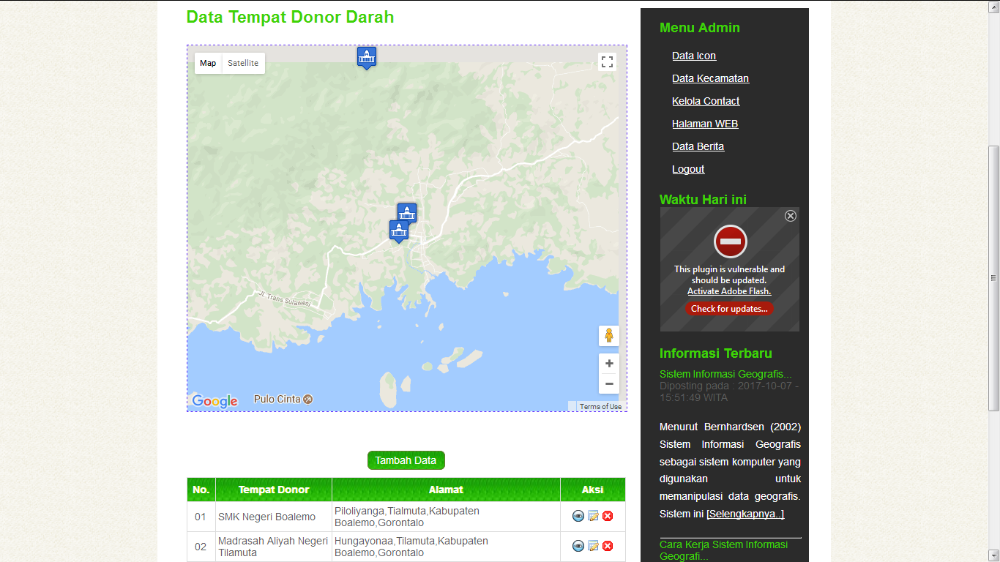 Data Tempat Donor Darah
Map
Satellite
Jl. Trans Sulawesi
Google
Pulo Cinta
Terms of Use
Tambah Data
No. Tempat Donor Alamat Aksi
01 SMK Negeri Boalemo Piloliyanga,Tialmuta,Kabupaten
Boalemo,Gorontalo
02 Madrasah Aliyah Negeri Hungayonaa,Tilamuta,Kabupaten
Tilamuta Boalemo,Gorontalo
Menu Admin
Data Icon
Data Kecamatan
Kelola Contact
Halaman WEB
Data Berita
Logout
Waktu Hari ini
This plugin is vulnerable and
should be updated.
Activate Adobe Flash.
Check for updates...
Informasi Terbaru
Sistem Informasi Geografis...
Diposting pada : 2017-10-07 -
15:51:49 WITA
Menurut Bernhardsen (2002)
Sistem Informasi Geografis
sebagai sistem komputer yang
digunakan untuk
memanipulasi data geografis.
Sistem ini [Selengkapnya..]
Cara Kerja Sistem Informasi
Geografi...